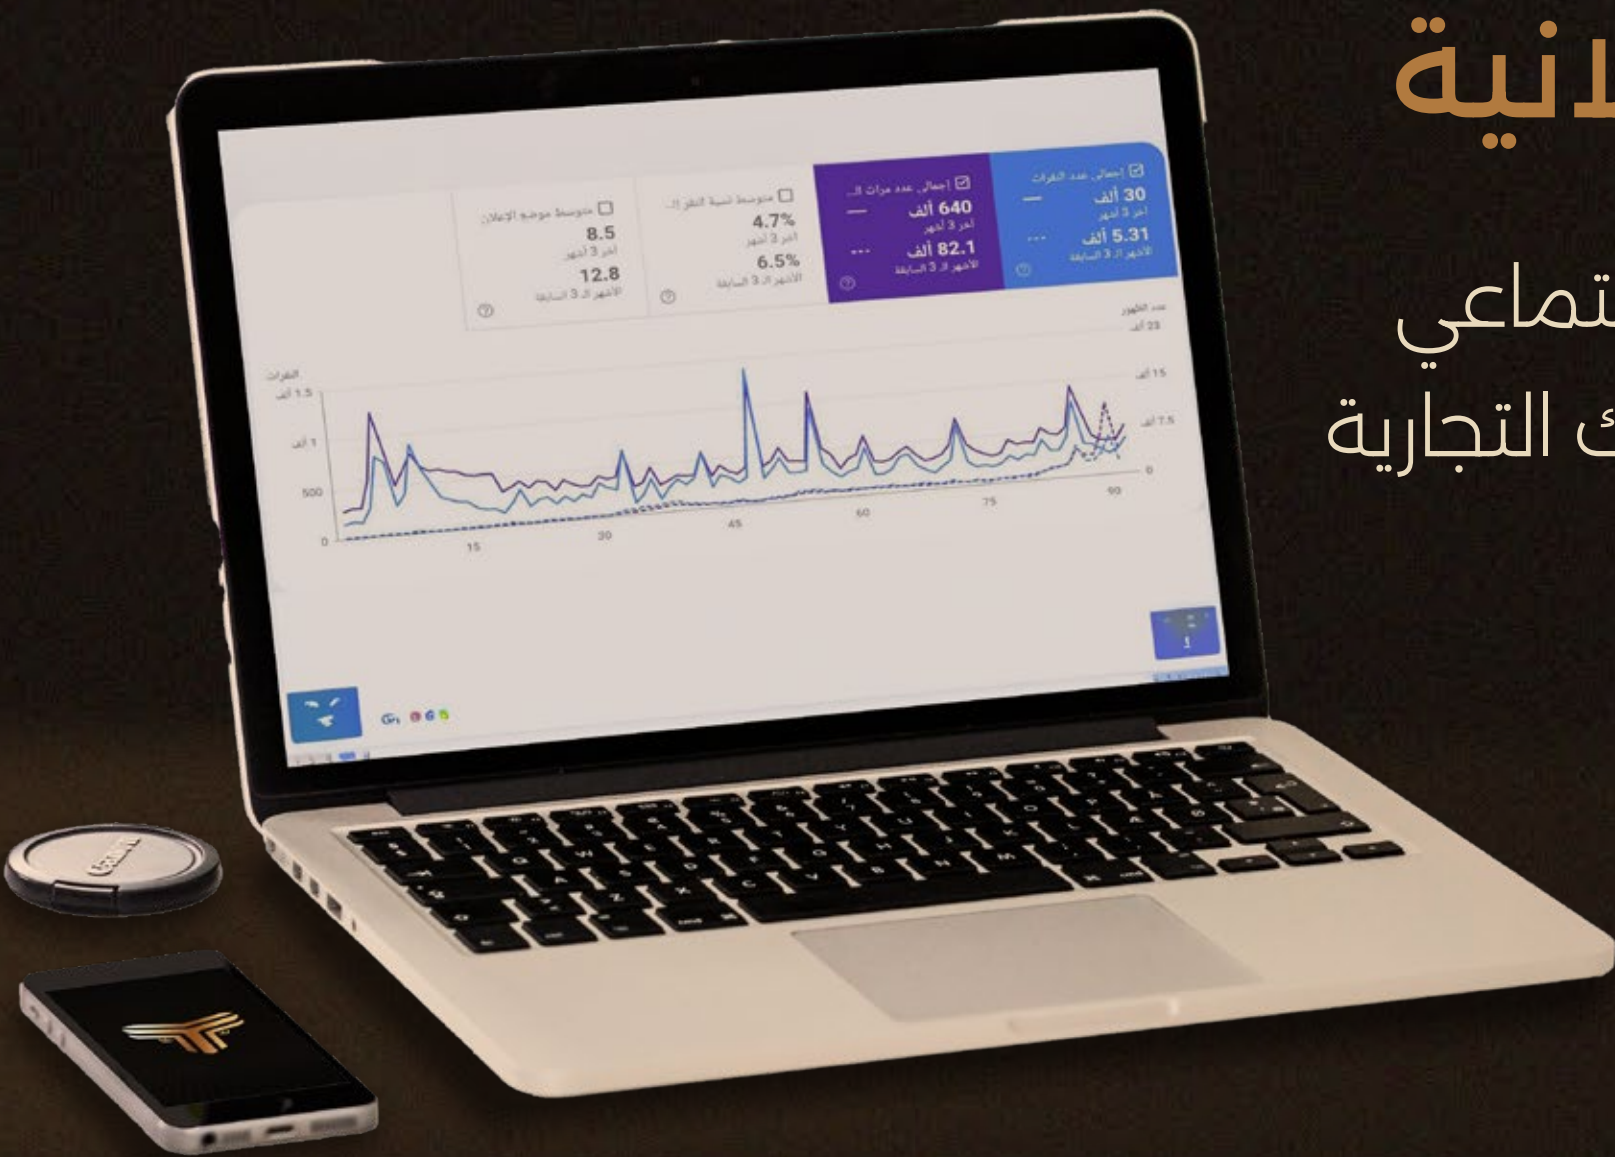 لانية
تماعي
ك التجارية
إجمالي عدد النقرات
30 ألف
آخر 3 أشهر
5.31 ألف
الأشهر الـ 3 السابقة
إجمالي عدد مرات ال...
640 ألف
آخر 3 أشهر
82.1 ألف
الأشهر الـ 3 السابقة
متوسط نسبة النقر إل...
4.7%
آخر 3 أشهر
6.5%
الأشهر الـ 3 السابقة
متوسط موضع الإعلان
8.5
آخر 3 أشهر
12.8
الأشهر الـ 3 السابقة
عدد الظهور
23 ألف
15 ألف
7.5 ألف
0
النقرات
1.5 ألف
1 ألف
500
0
15
30
45
60
75
90